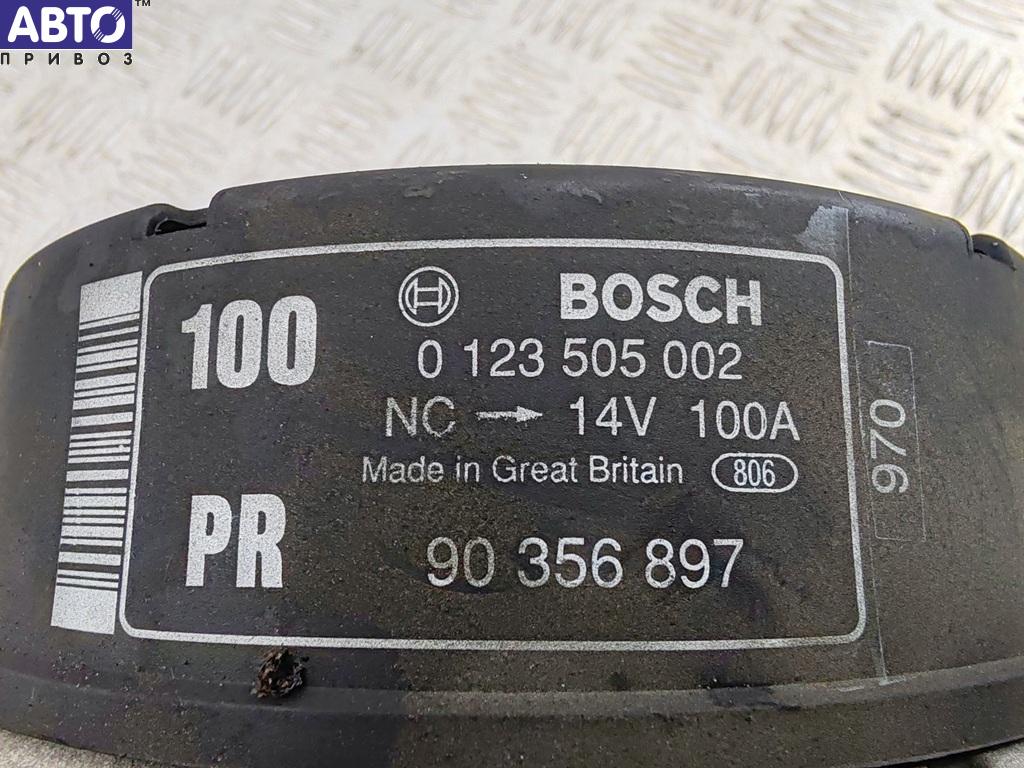 АВТО™
ПРИВОЗ
100
BOSCH
0 123 505 002
NC → 14V 100A
Made in Great Britain 806
PR
90 356 897
970